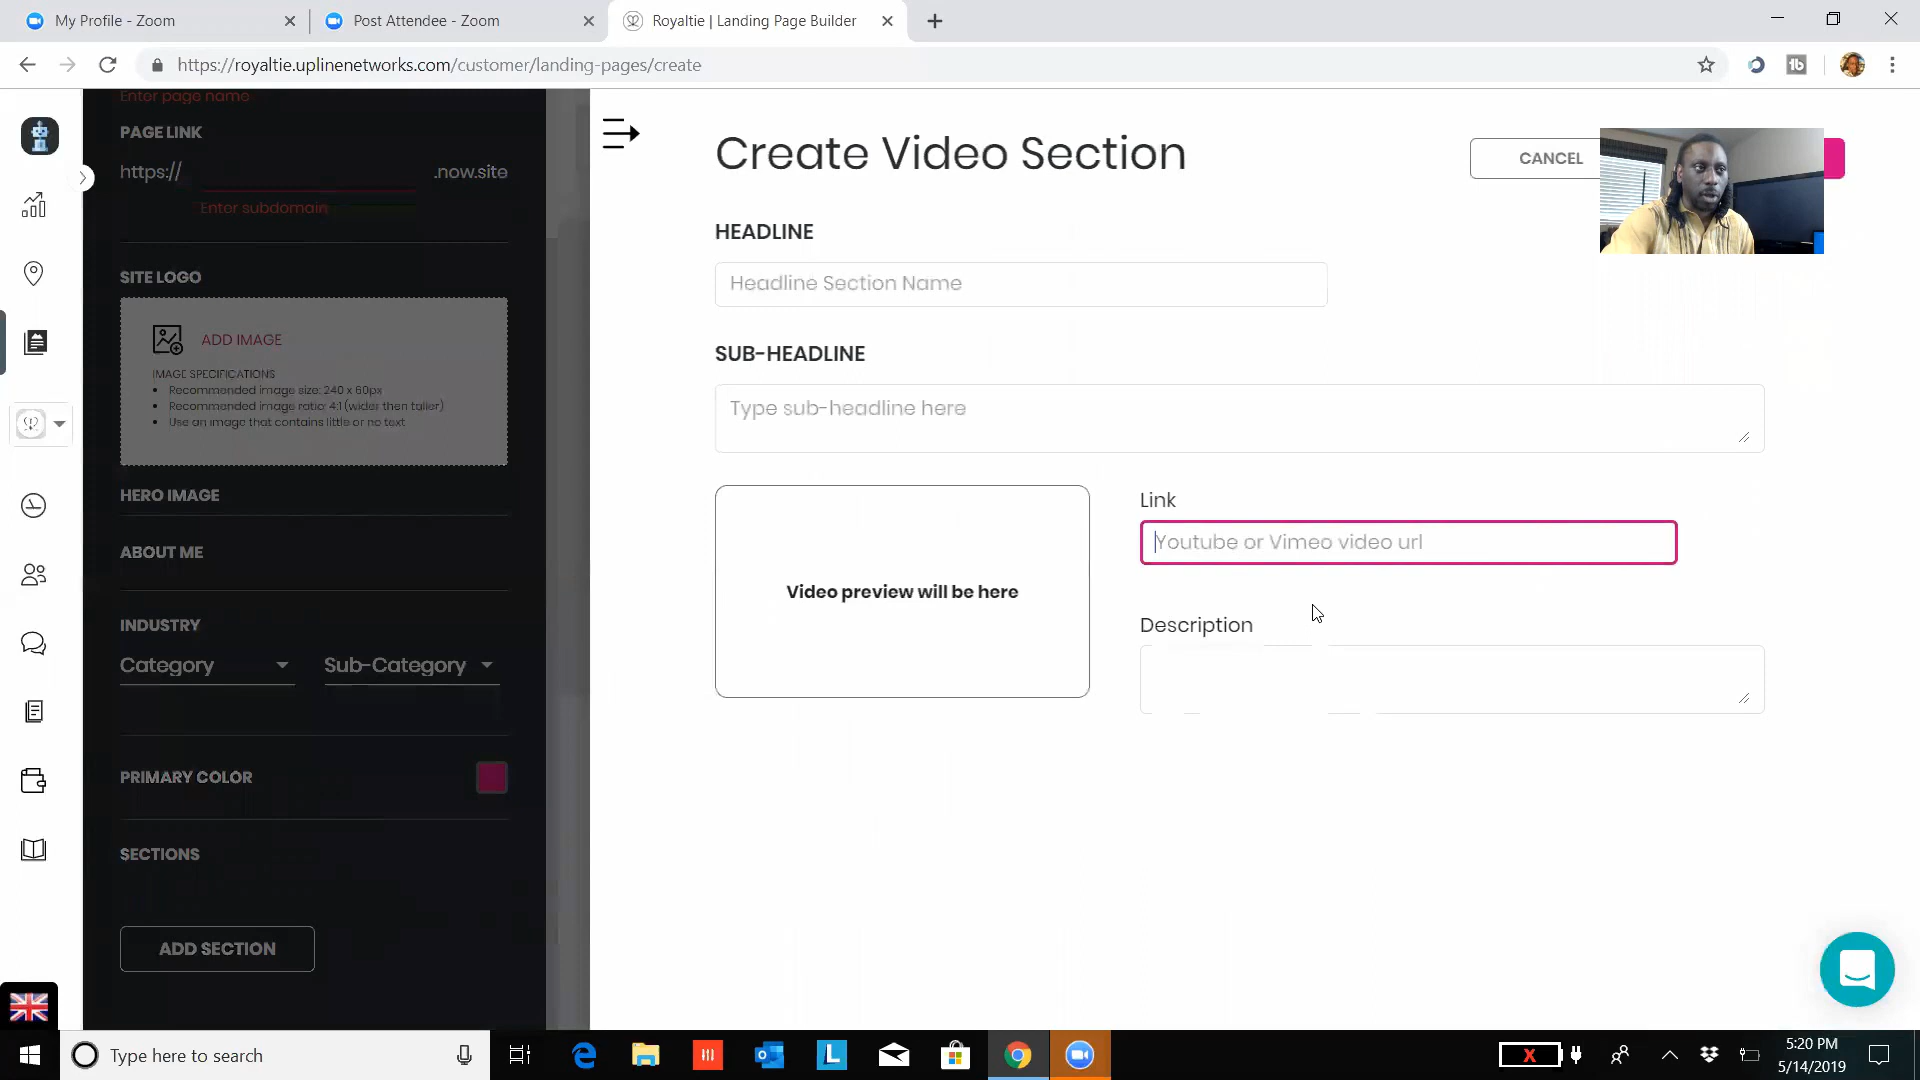 My Profile - Zoom
Post Attendee - Zoom
Royaltie | Landing Page Builder
https://royaltie.uplinenetworks.com/customer/landing-pages/create
Enter page name
PAGE LINK
https://
.now.site
Enter subdomain
SITE LOGO
ADD IMAGE
IMAGE SPECIFICATIONS
• Recommended image size: 240 x 60px
• Recommended image ratio: 4:1 (wider then taller)
• Use an image that contains little or no text
HERO IMAGE
ABOUT ME
INDUSTRY
Category
Sub-Category
PRIMARY COLOR
SECTIONS
ADD SECTION
Create Video Section
CANCEL
HEADLINE
Headline Section Name
SUB-HEADLINE
Type sub-headline here
Video preview will be here
Link
Youtube or Vimeo video url
Description
Type here to search
5:20 PM
5/14/2019